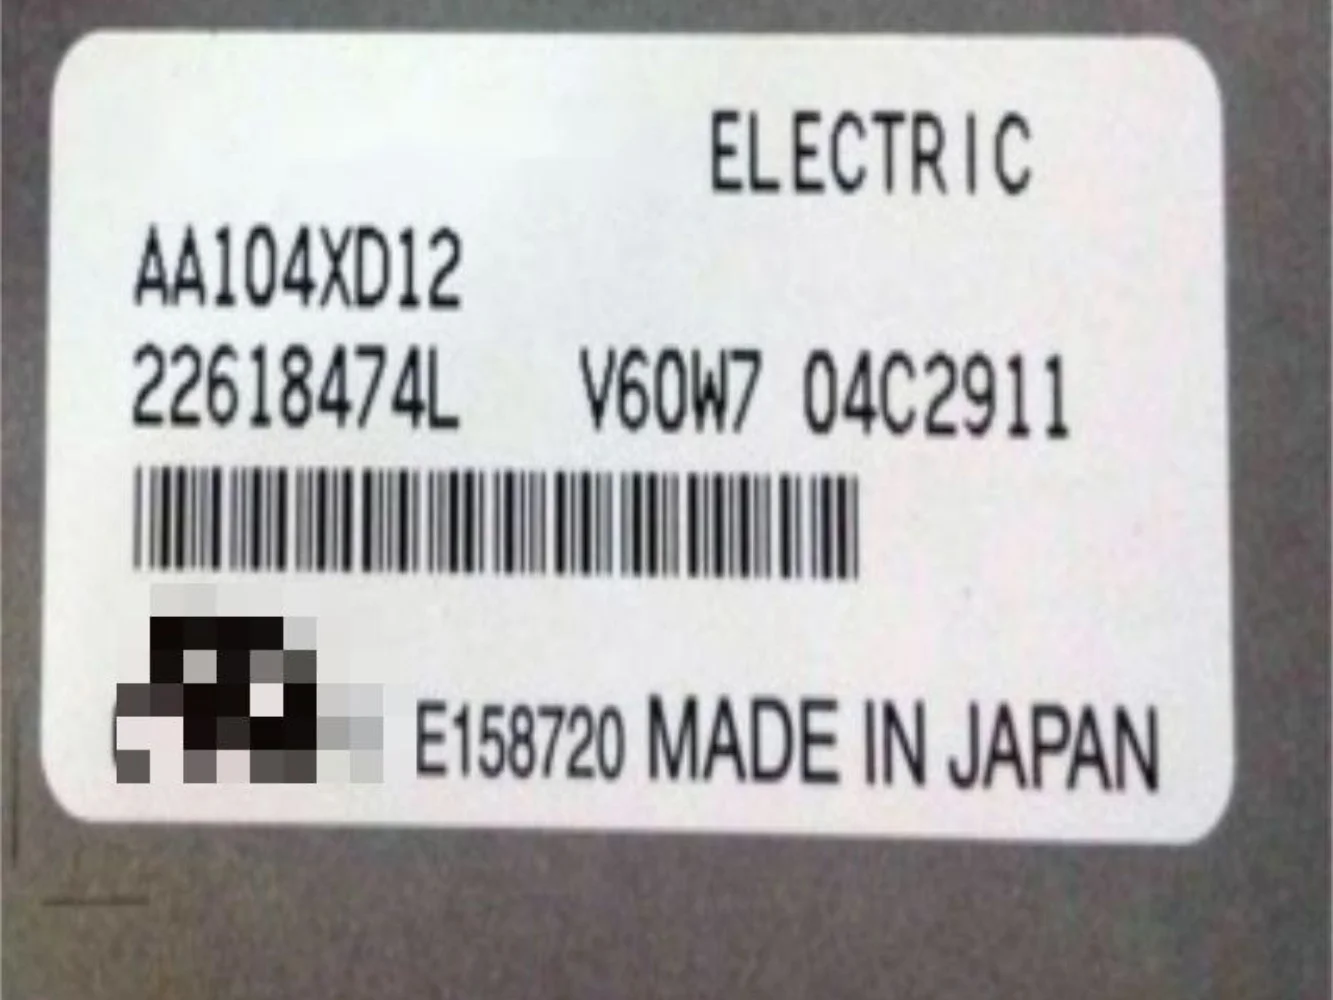 ELECTRIC
AA104XD12
22618474L V60W7 04C2911
E158720 MADE IN JAPAN